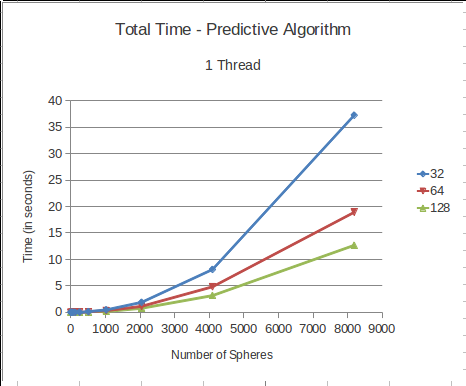 Total Time - Predictive Algorithm
1 Thread
40
35
30
25
20
15
10
5
0
Time (in seconds)
0 1000 2000 3000 4000 5000 6000 7000 8000 9000
Number of Spheres
32
64
128